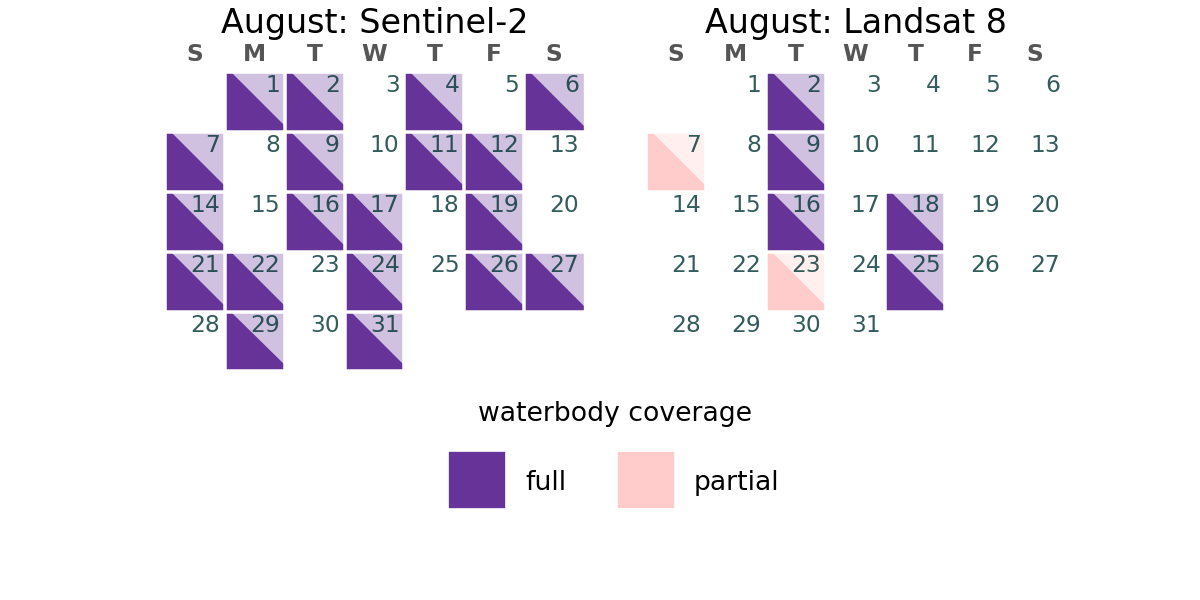 August: Sentinel-2
S M T W T F S
1 2 3 4 5 6
7 8 9 10 11 12 13
14 15 16 17 18 19 20
21 22 23 24 25 26 27
28 29 30 31
August: Landsat 8
S M T W T F S
1 2 3 4 5 6
7 8 9 10 11 12 13
14 15 16 17 18 19 20
21 22 23 24 25 26 27
28 29 30 31
waterbody coverage
full
partial